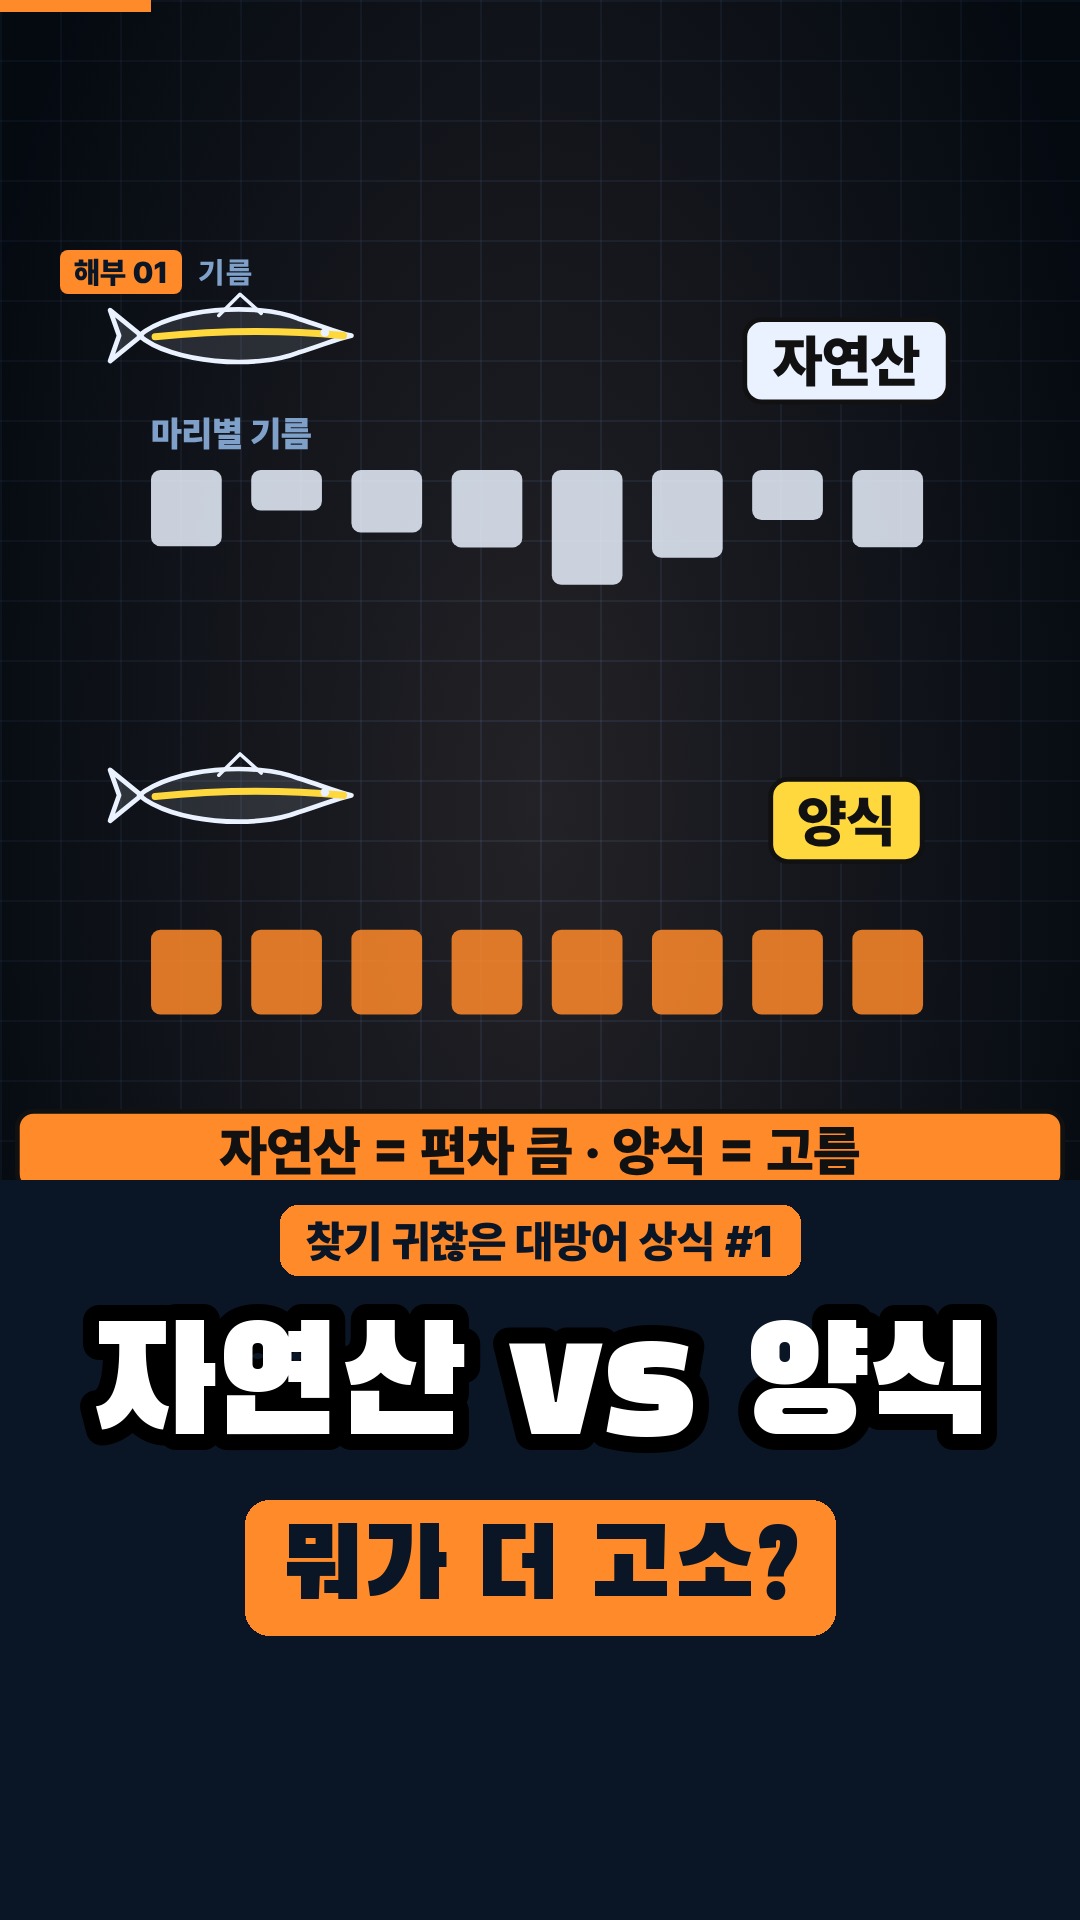 해부 01 기름
자연산
마리별 기름
양식
자연산 = 편차 큼 · 양식 = 고름
찾기 귀찮은 대방어 상식 #1
자연산 vs 양식
뭐가 더 고소?